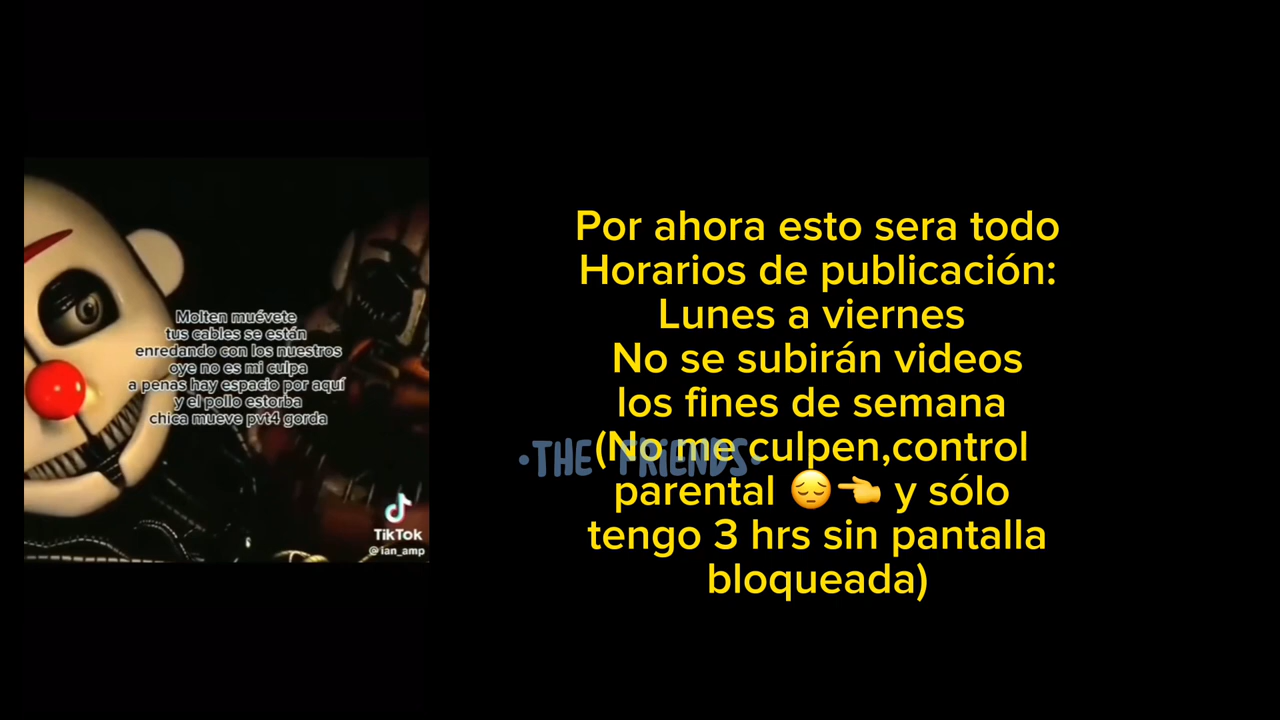 Molten muévete
tus cables se están
enredando con los nuestros
oye no es mi culpa
a penas hay espacio por aquí
y el pollo estorba
chica mueve pvt4 gorda
TikTok
@ian_amp
Por ahora esto sera todo
Horarios de publicación:
Lunes a viernes
No se subirán videos
los fines de semana
(No me culpen,control
parental 😔👈 y sólo
tengo 3 hrs sin pantalla
bloqueada)
•THE FRiENDS•